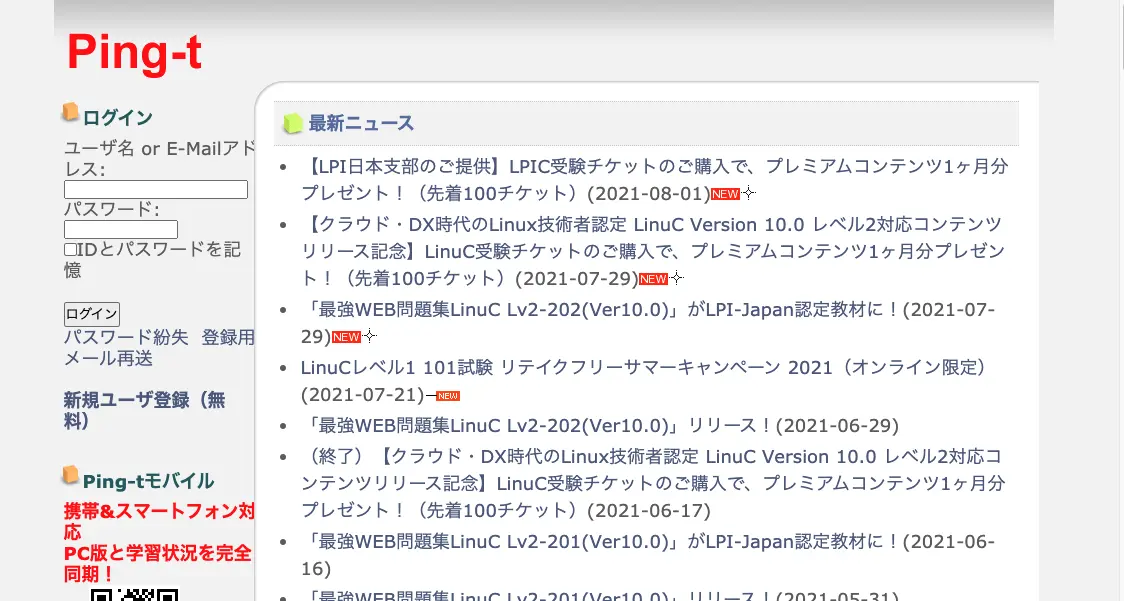 Ping-t
ログイン
ユーザ名 or E-Mailアド
レス:
パスワード:
IDとパスワードを記
憶
ログイン
パスワード紛失 登録用
メール再送
新規ユーザ登録（無
料）
Ping-tモバイル
携帯&スマートフォン対
応
PC版と学習状況を完全
同期！
最新ニュース
【LPI日本支部のご提供】LPIC受験チケットのご購入で、プレミアムコンテンツ1ヶ月分
プレゼント！（先着100チケット）(2021-08-01)NEW
【クラウド・DX時代のLinux技術者認定 LinuC Version 10.0 レベル2対応コンテンツ
リリース記念】LinuC受験チケットのご購入で、プレミアムコンテンツ1ヶ月分プレゼン
ト！（先着100チケット）(2021-07-29)NEW
「最強WEB問題集LinuC Lv2-202(Ver10.0)」がLPI-Japan認定教材に！(2021-07-
29)NEW
LinuCレベル1 101試験 リテイクフリーサマーキャンペーン 2021（オンライン限定）
(2021-07-21)NEW
「最強WEB問題集LinuC Lv2-202(Ver10.0)」リリース！(2021-06-29)
（終了）【クラウド・DX時代のLinux技術者認定 LinuC Version 10.0 レベル2対応コ
ンテンツリリース記念】LinuC受験チケットのご購入で、プレミアムコンテンツ1ヶ月分
プレゼント！（先着100チケット）(2021-06-17)
「最強WEB問題集LinuC Lv2-201(Ver10.0)」がLPI-Japan認定教材に！(2021-06-
16)
「最強WEB問題集LinuC Lv2-201(Ver10.0)」リリース！(2021-05-31)